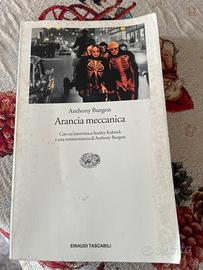 Anthony Burgess
Arancia meccanica
Con un'intervista a Stanley Kubrick
e una testimonianza di Anthony Burgess
EINAUDI TASCABILI